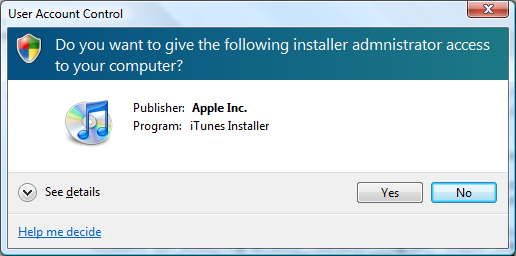 User Account Control
Do you want to give the following installer admnistrator access
to your computer?
Publisher: Apple Inc.
Program: iTunes Installer
See details
Yes
No
Help me decide